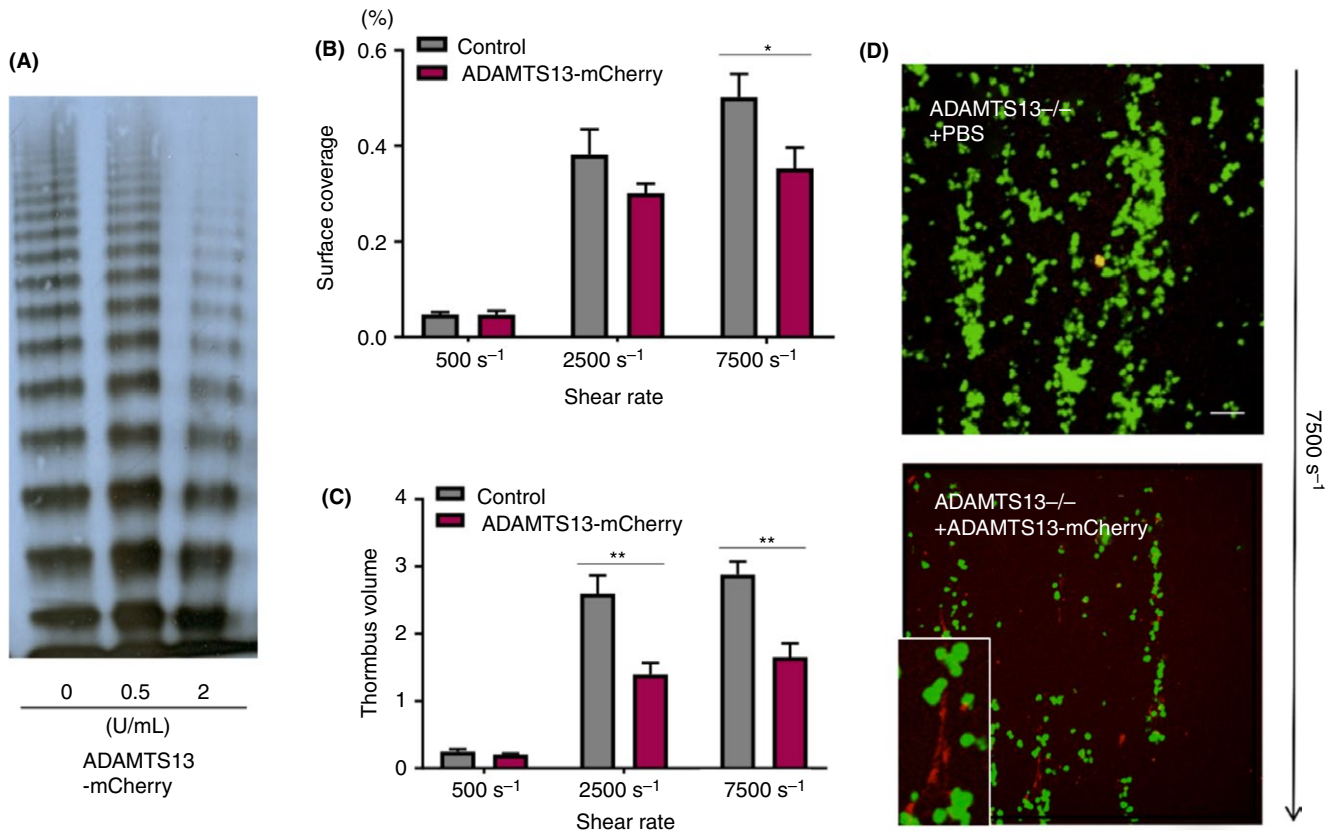 (A)
0 0.5 2
(U/mL)
ADAMTS13
-mCherry
(B)
(%)
Control
ADAMTS13-mCherry
*
0.6
0.4
0.2
0.0
Surface coverage
500 s⁻¹ 2500 s⁻¹ 7500 s⁻¹
Shear rate
(C)
Control
ADAMTS13-mCherry
** **
4
3
2
1
0
Thormbus volume
500 s⁻¹ 2500 s⁻¹ 7500 s⁻¹
Shear rate
(D)
ADAMTS13–/–
+PBS
ADAMTS13–/–
+ADAMTS13-mCherry
7500 s⁻¹